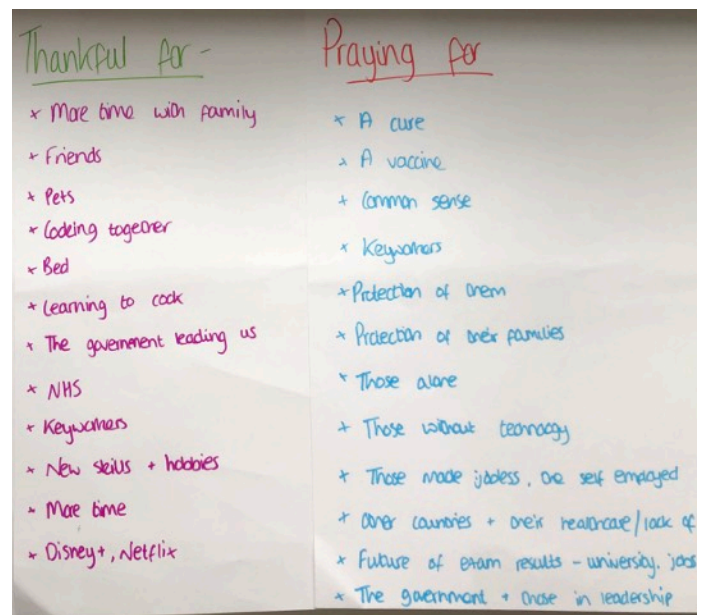 Thankful for -
× More time with family
× Friends
× Pets
× Cooking together
× Bed
× Learning to cook
× The government leading us
× NHS
× Keyworkers
× New skills + hobbies
× More time
× Disney+, Netflix
Praying for
× A cure
× A vaccine
× Common sense
× Keyworkers
× Protection of them
× Protection of their families
× Those alone
× Those without technology
× Those made jobless, the self employed
× Other countries + their healthcare/lack of
× Future of exam results - university, jobs
× The government + those in leadership